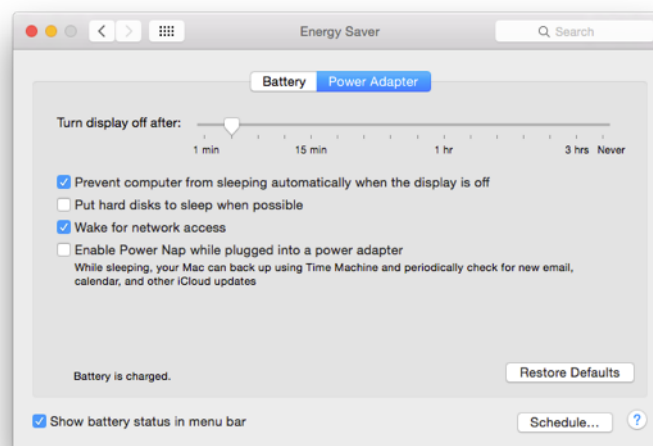 Energy Saver
Search
Battery Power Adapter
Turn display off after:
1 min 15 min 1 hr 3 hrs Never
Prevent computer from sleeping automatically when the display is off
Put hard disks to sleep when possible
Wake for network access
Enable Power Nap while plugged into a power adapter
While sleeping, your Mac can back up using Time Machine and periodically check for new email,
calendar, and other iCloud updates
Battery is charged.
Restore Defaults
Show battery status in menu bar
Schedule...
?